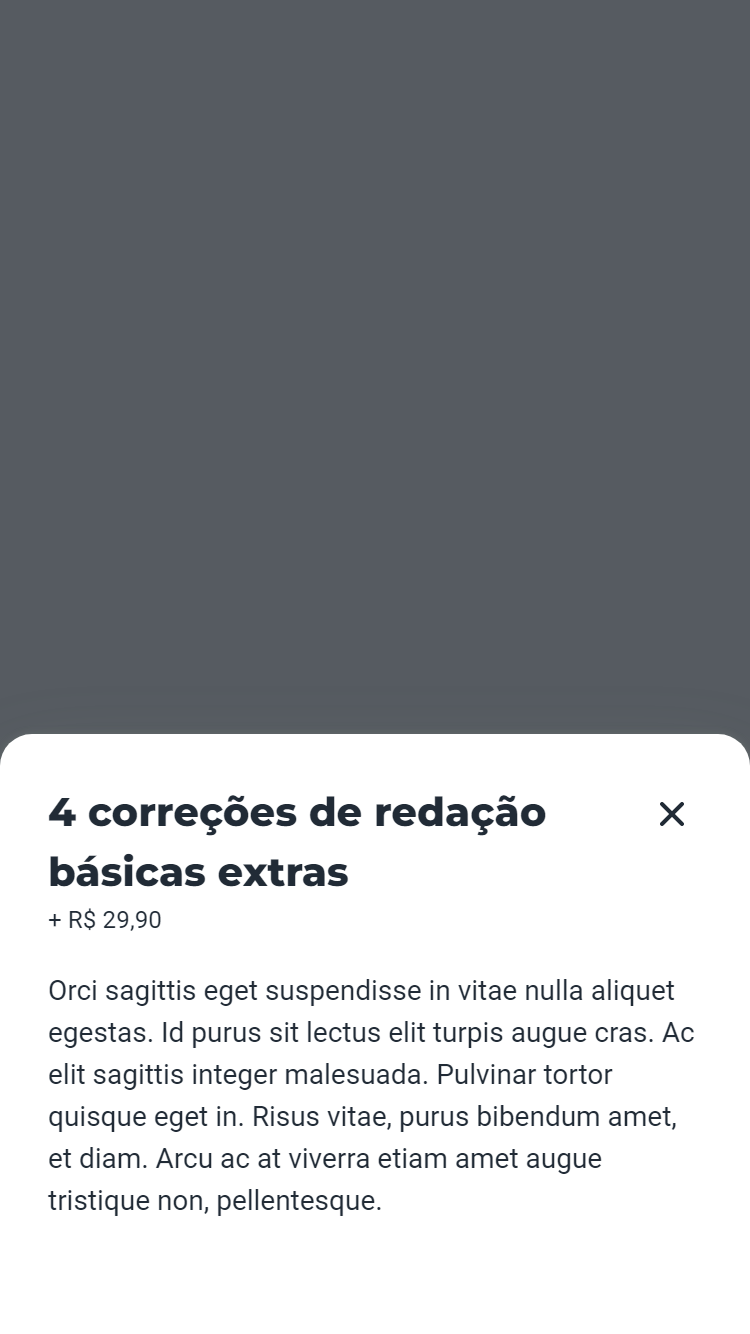 4 correções de redação
básicas extras
+ R$ 29,90
Orci sagittis eget suspendisse in vitae nulla aliquet
egestas. Id purus sit lectus elit turpis augue cras. Ac
elit sagittis integer malesuada. Pulvinar tortor
quisque eget in. Risus vitae, purus bibendum amet,
et diam. Arcu ac at viverra etiam amet augue
tristique non, pellentesque.